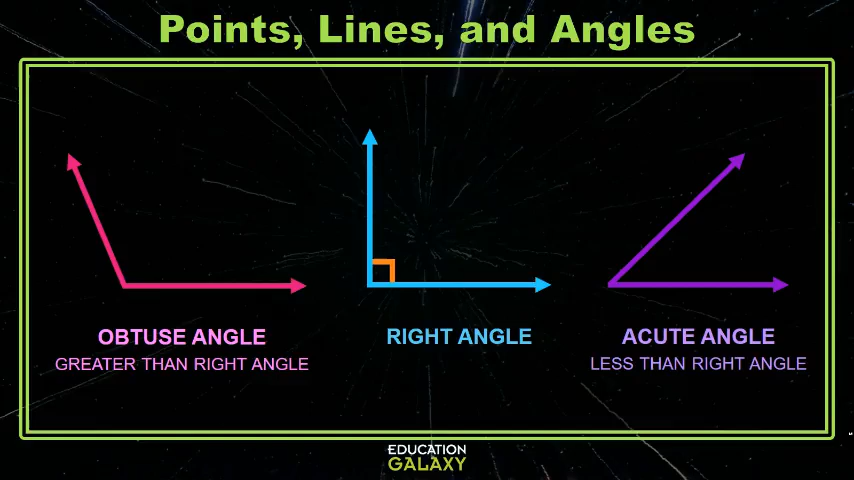 Points, Lines, and Angles
OBTUSE ANGLE
GREATER THAN RIGHT ANGLE
RIGHT ANGLE
ACUTE ANGLE
LESS THAN RIGHT ANGLE
EDUCATION
GALAXY